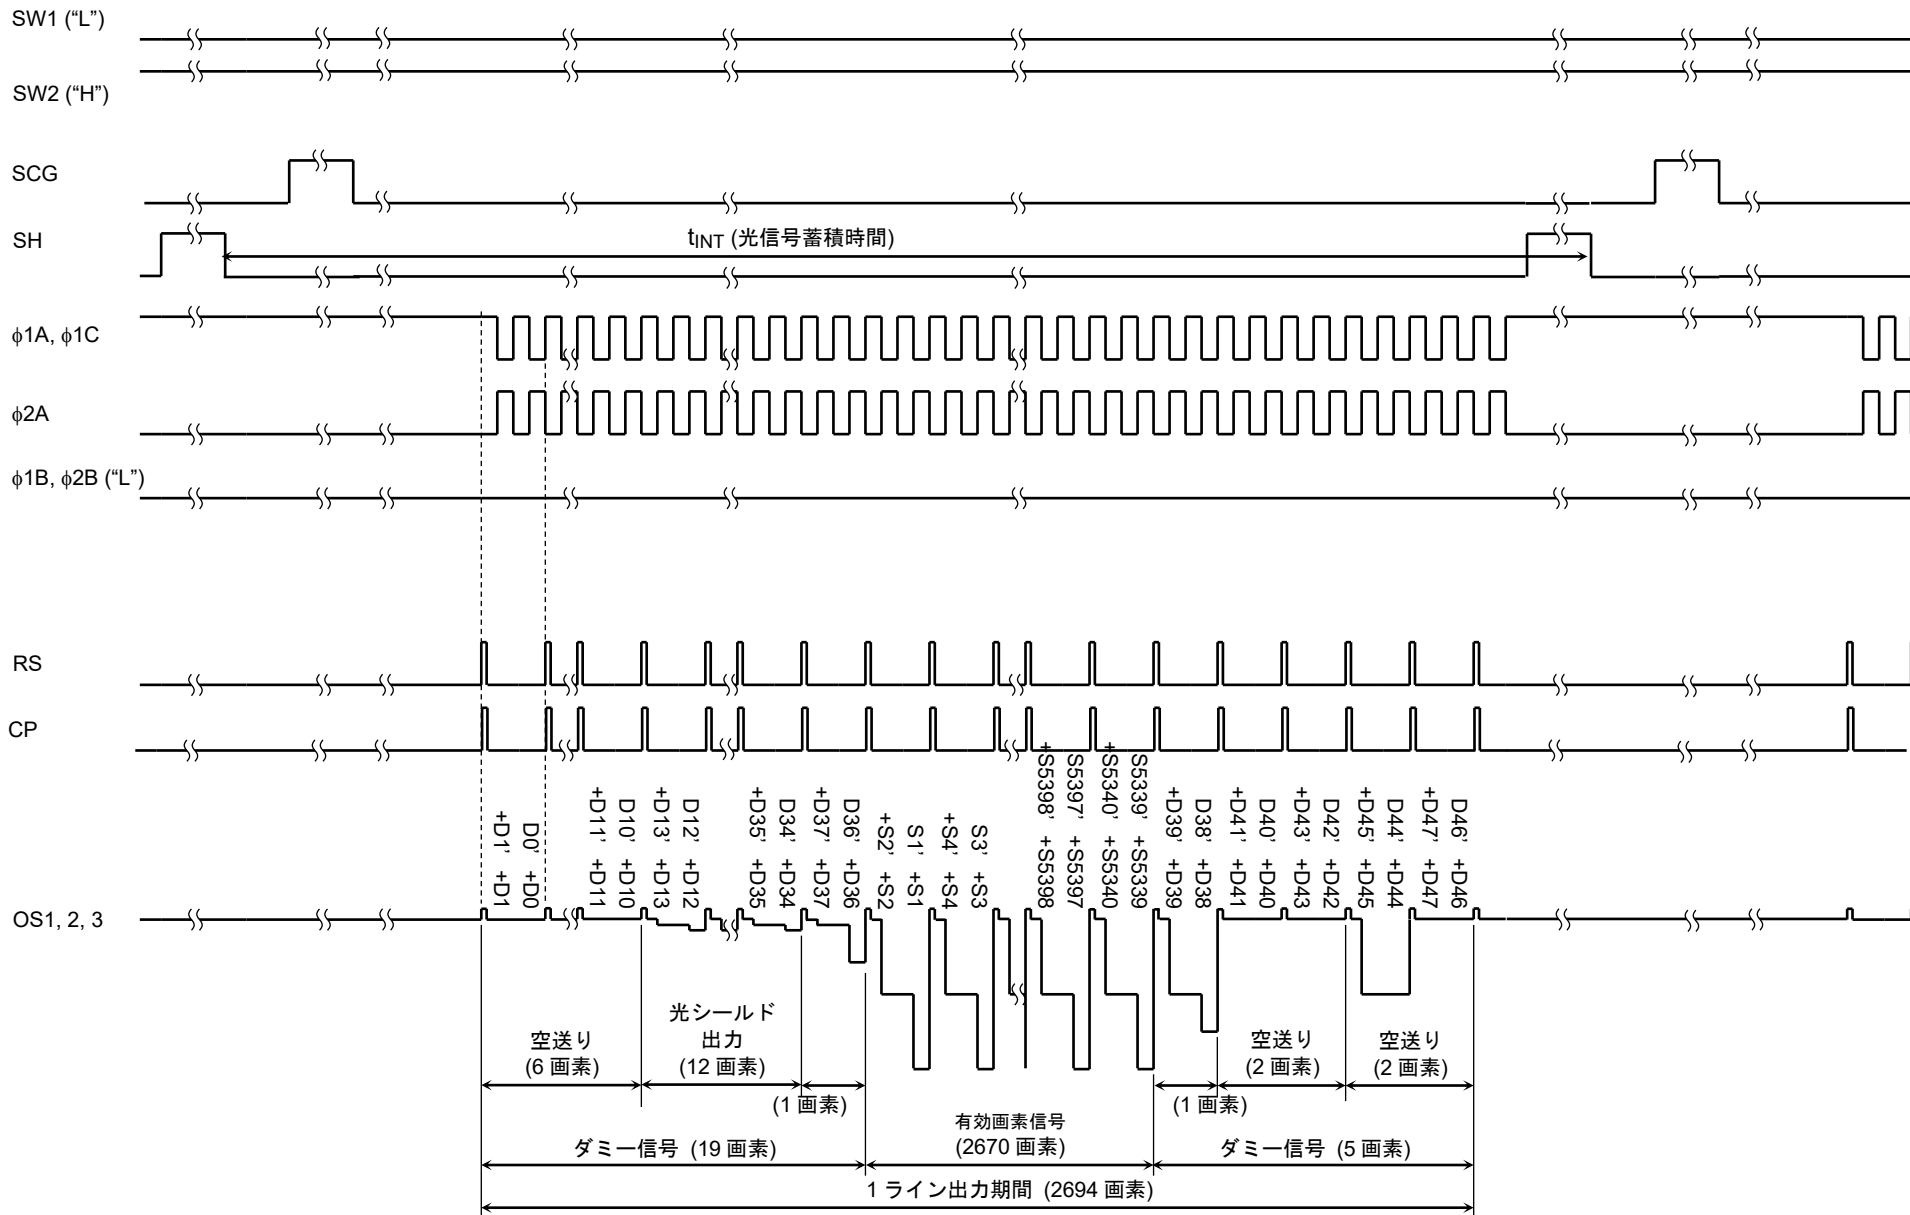 SW1 (“L”)
SW2 (“H”)
SCG
SH
tINT (光信号蓄積時間)
ϕ1A, ϕ1C
ϕ2A
ϕ1B, ϕ2B (“L”)
RS
CP
OS1, 2, 3
+D1’ +D1
D0’ +D0
+D11’ +D11
D10’ +D10
+D13’ +D13
D12’ +D12
+D35’ +D35
D34’ +D34
+D37’ +D37
D36’ +D36
+S2’ +S2
S1’ +S1
+S4’ +S4
S3’ +S3
+S5398’ +S5398
S5397’ +S5397
+S5340’ +S5340
S5339’ +S5339
+D39’ +D39
D38’ +D38
+D41’ +D41
D40’ +D40
+D43’ +D43
D42’ +D42
+D45’ +D45
D44’ +D44
+D47’ +D47
D46’ +D46
空送り
(6 画素)
光シールド
出力
(12 画素)
(1 画素)
有効画素信号
(2670 画素)
(1 画素)
空送り
(2 画素)
空送り
(2 画素)
ダミー信号 (19 画素)
ダミー信号 (5 画素)
1 ライン出力期間 (2694 画素)